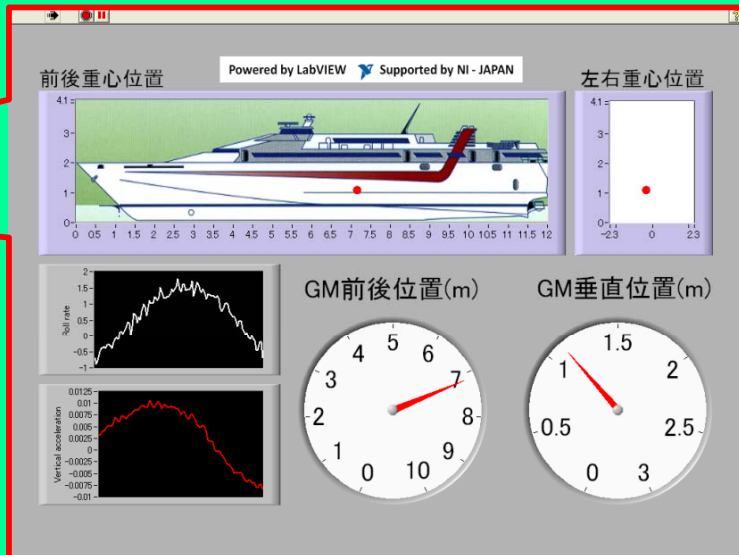 Powered by LabVIEW Supported by NI - JAPAN
前後重心位置
左右重心位置
4.1
3
2
1
0
0 0.5 1 1.5 2 2.5 3 3.5 4 4.5 5 5.5 6 6.5 7 7.5 8 8.5 9 9.5 10 10.5 11 11.5 12
4.1
3
2
1
0
-2.3 0 2.3
Roll rate
2
1.5
1
0.5
0
-0.5
-1
Vertical acceleration
0.0125
0.01
0.0075
0.005
0.0025
0
-0.0025
-0.005
-0.0075
-0.01
GM前後位置(m)
0 1 2 3 4 5 6 7 8 9 10
GM垂直位置(m)
0 0.5 1 1.5 2 2.5 3